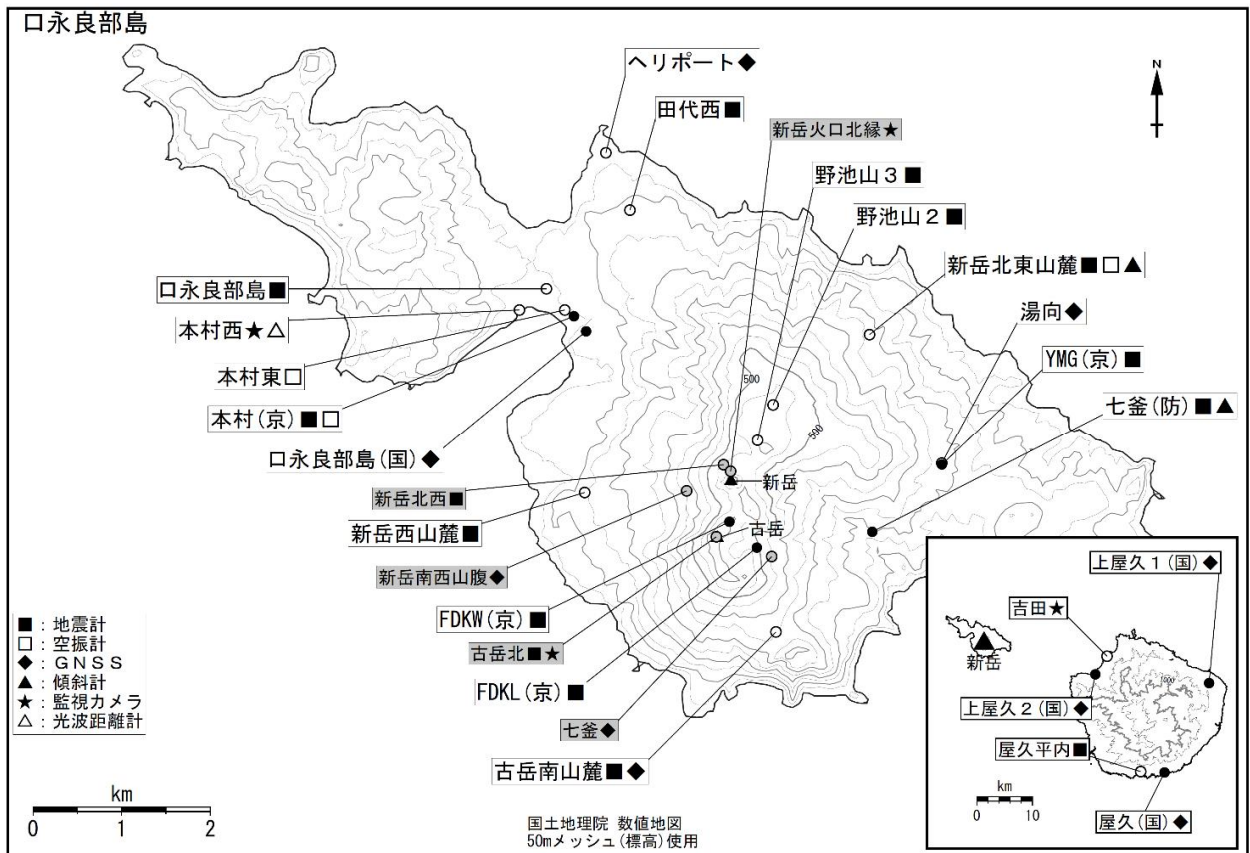 口永良部島
ヘリポート◆
N
田代西■
新岳火口北縁★
野池山3■
野池山2■
新岳北東山麓■□▲
口永良部島■
湯向◆
本村西★△
YMG(京)■
本村東□
500
七釜(防)■▲
本村(京)■□
500
口永良部島(国)◆
新岳
新岳北西■
新岳西山麓■
古岳
新岳南西山腹◆
FDKW(京)■
古岳北■★
FDKL(京)■
七釜◆
古岳南山麓■◆
■:地震計
□:空振計
◆:GNSS
▲:傾斜計
★:監視カメラ
△:光波距離計
km
0 1 2
国土地理院 数値地図
50mメッシュ(標高)使用
上屋久1(国)◆
吉田★
新岳
1000
上屋久2(国)◆
屋久平内■
km
0 10
屋久(国)◆